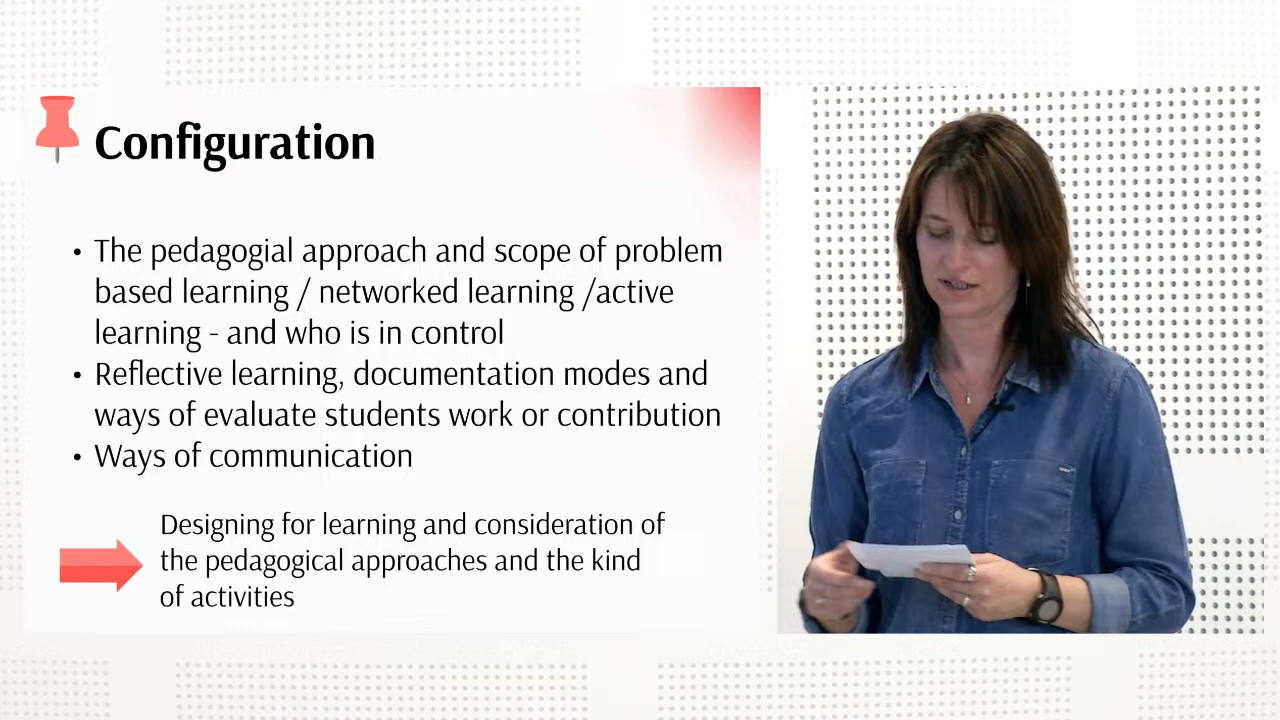 Configuration
• The pedagogial approach and scope of problem
based learning / networked learning /active
learning - and who is in control
• Reflective learning, documentation modes and
ways of evaluate students work or contribution
• Ways of communication
Designing for learning and consideration of
the pedagogical approaches and the kind
of activities